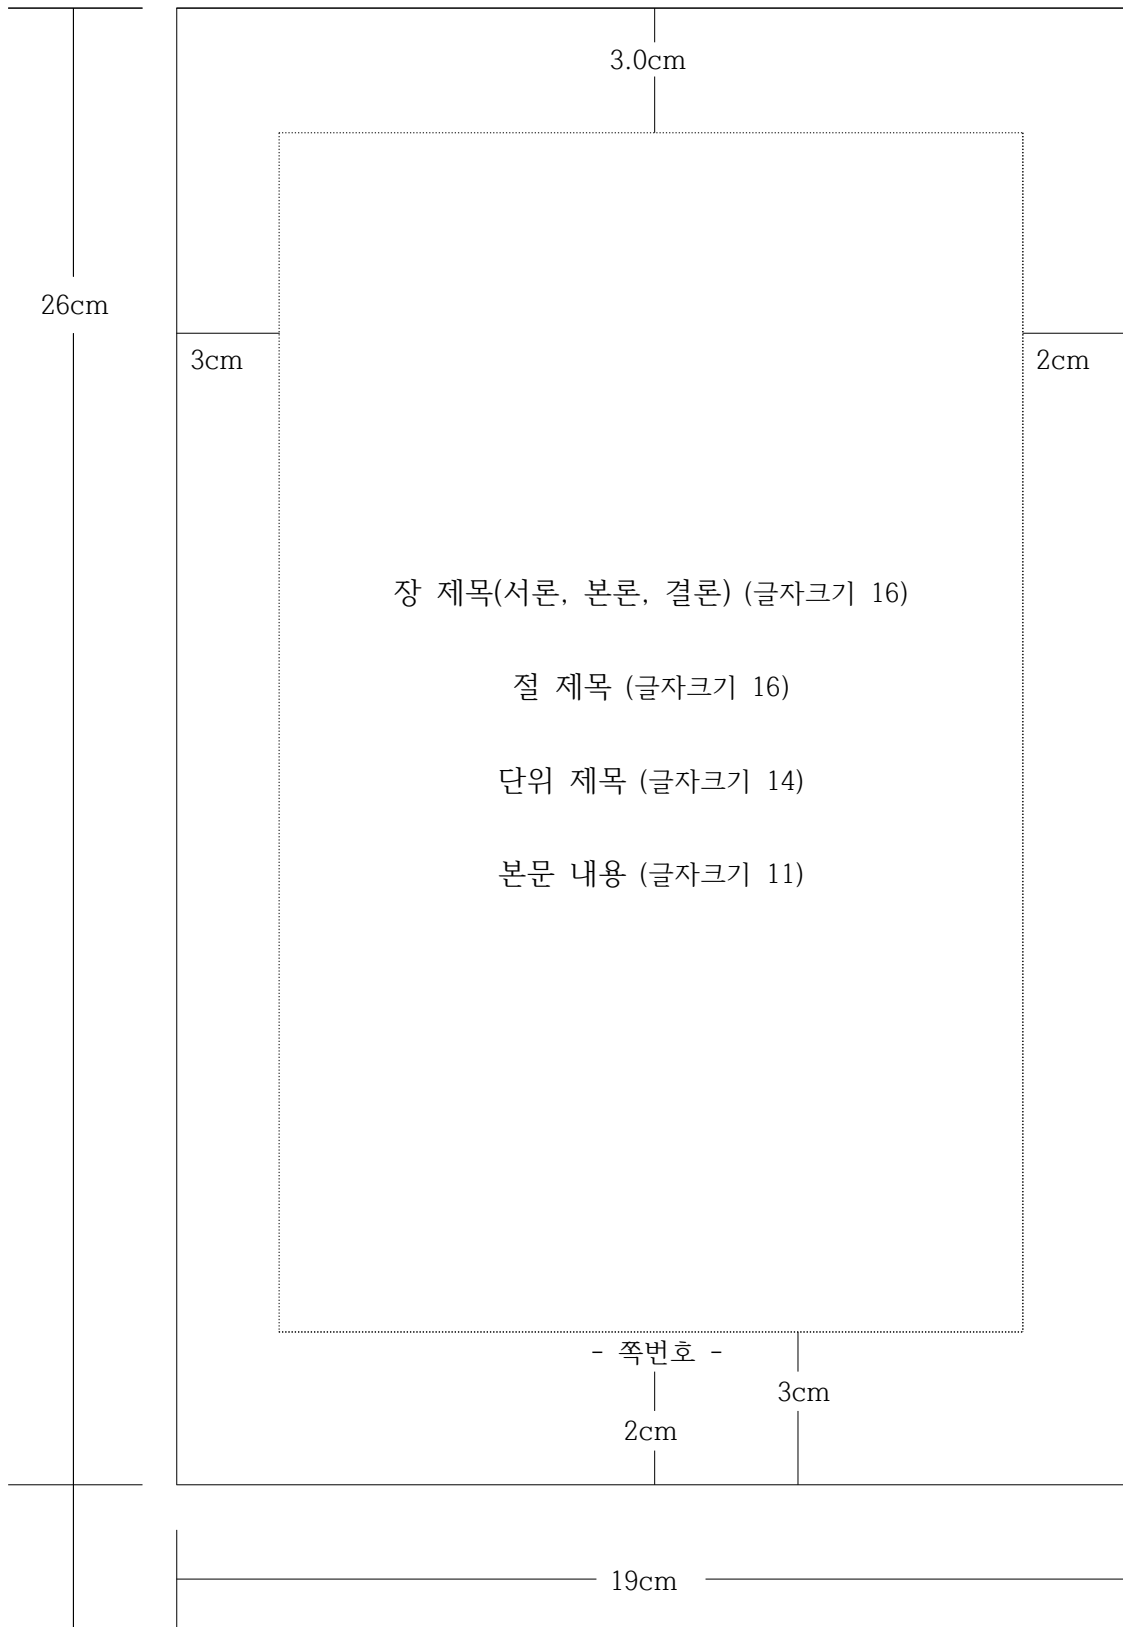 3.0cm
26cm
3cm
2cm
장 제목(서론, 본론, 결론) (글자크기 16)
절 제목 (글자크기 16)
단위 제목 (글자크기 14)
본문 내용 (글자크기 11)
- 쪽번호 -
3cm
2cm
19cm